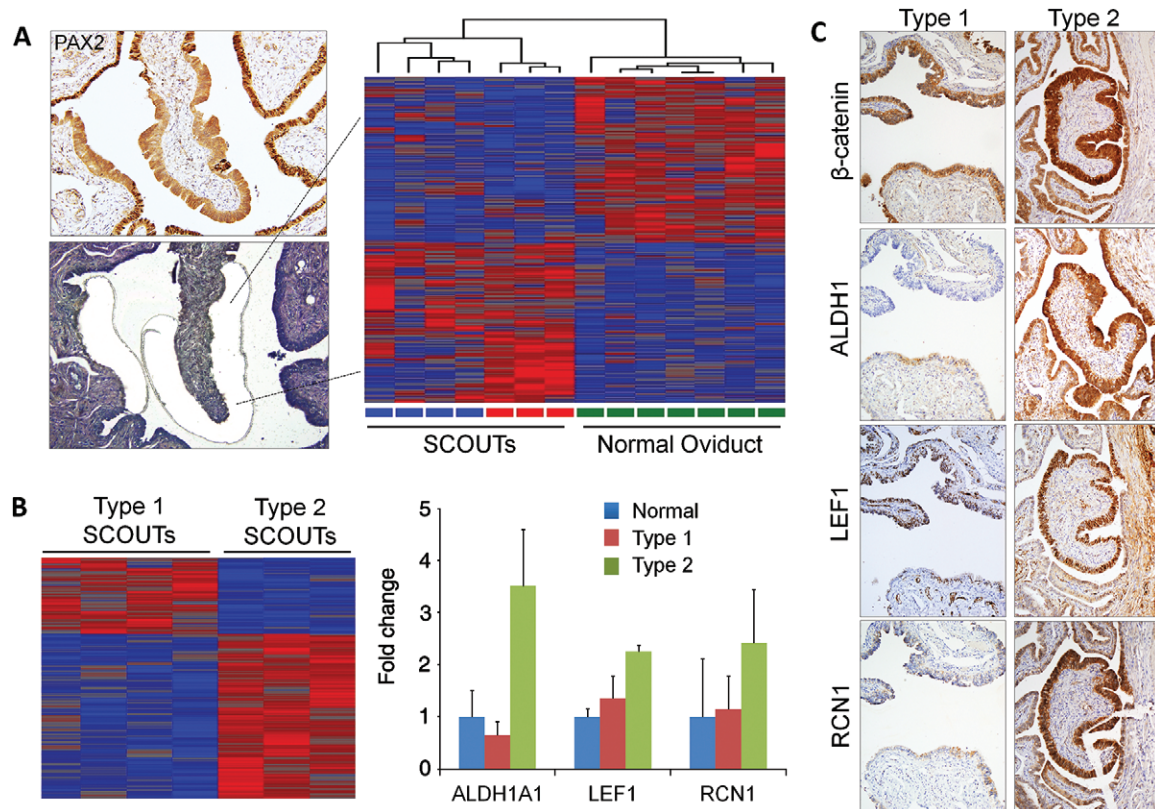 A
PAX2
SCOUTs
Normal Oviduct
B
Type 1
SCOUTs
Type 2
SCOUTs
Fold change
5
4
3
2
1
0
Normal
Type 1
Type 2
ALDH1A1
LEF1
RCN1
C
Type 1
Type 2
β-catenin
ALDH1
LEF1
RCN1